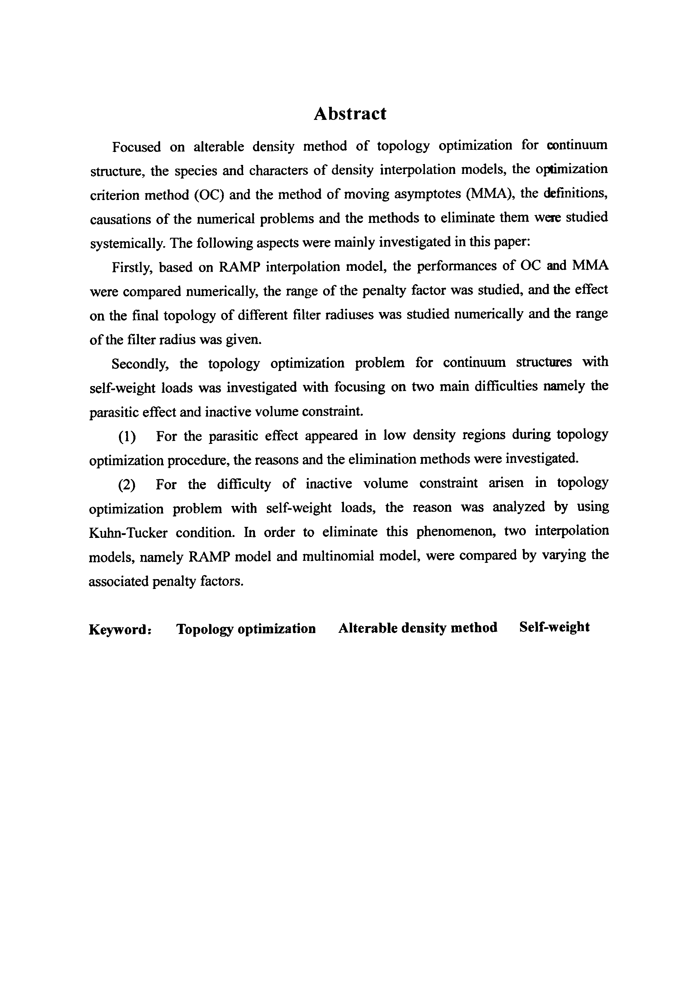 Abstract
Focused on alterable density method of topology optimization for continuum
structure, the species and characters of density interpolation models, the optimization
criterion method (OC) and the method of moving asymptotes (MMA), the definitions,
causations of the numerical problems and the methods to eliminate them were studied
systemically. The following aspects were mainly investigated in this paper:
Firstly, based on RAMP interpolation model, the performances of OC and MMA
were compared numerically, the range of the penalty factor was studied, and the effect
on the final topology of different filter radiuses was studied numerically and the range
of the filter radius was given.
Secondly, the topology optimization problem for continuum structures with
self-weight loads was investigated with focusing on two main difficulties namely the
parasitic effect and inactive volume constraint.
(1) For the parasitic effect appeared in low density regions during topology
optimization procedure, the reasons and the elimination methods were investigated.
(2) For the difficulty of inactive volume constraint arisen in topology
optimization problem with self-weight loads, the reason was analyzed by using
Kuhn-Tucker condition. In order to eliminate this phenomenon, two interpolation
models, namely RAMP model and multinomial model, were compared by varying the
associated penalty factors.
Keyword: Topology optimization Alterable density method Self-weight